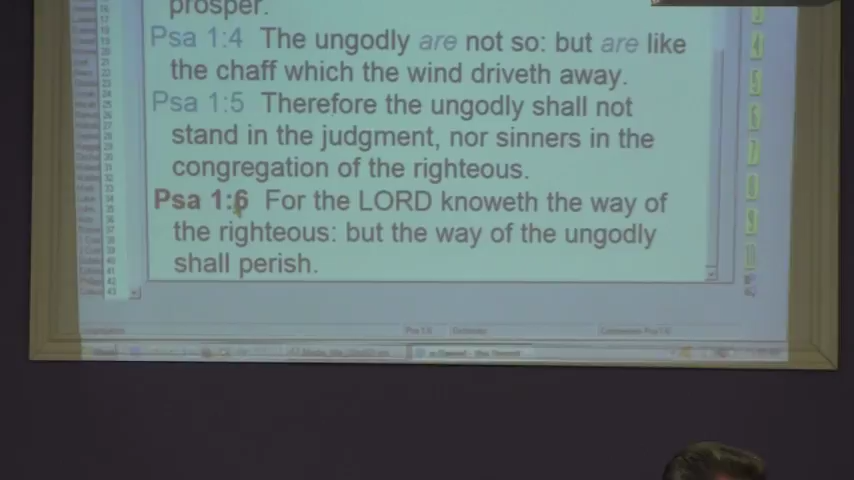 prosper.
Psa 1:4 The ungodly are not so: but are like
the chaff which the wind driveth away.
Psa 1:5 Therefore the ungodly shall not
stand in the judgment, nor sinners in the
congregation of the righteous.
Psa 1:6 For the LORD knoweth the way of
the righteous: but the way of the ungodly
shall perish.